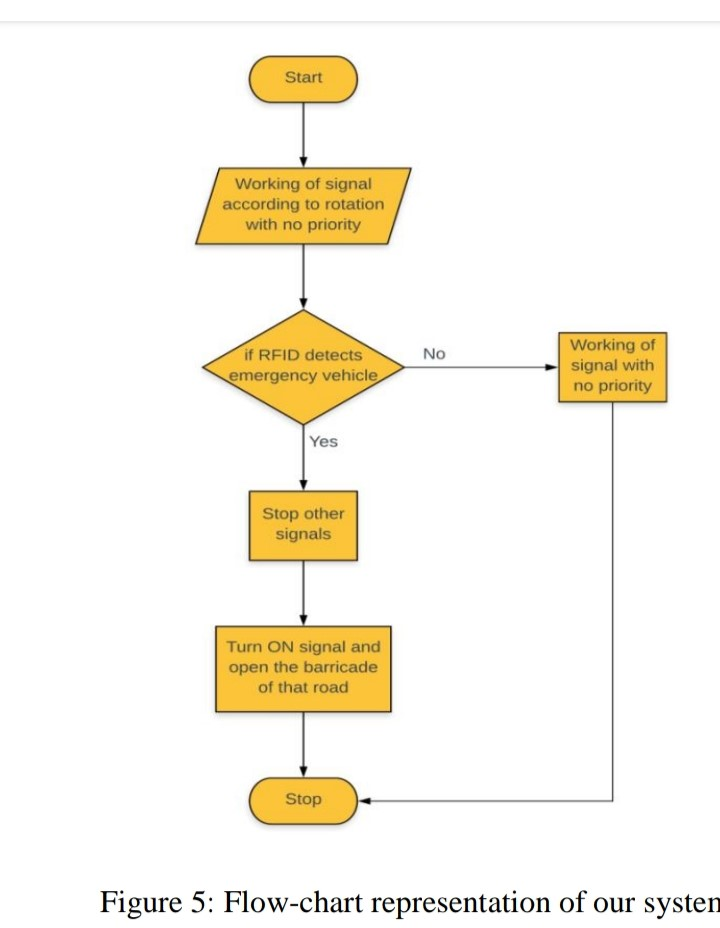 Start
Working of signal
according to rotation
with no priority
if RFID detects
emergency vehicle
No
Working of
signal with
no priority
Yes
Stop other
signals
Turn ON signal and
open the barricade
of that road
Stop
Figure 5: Flow-chart representation of our